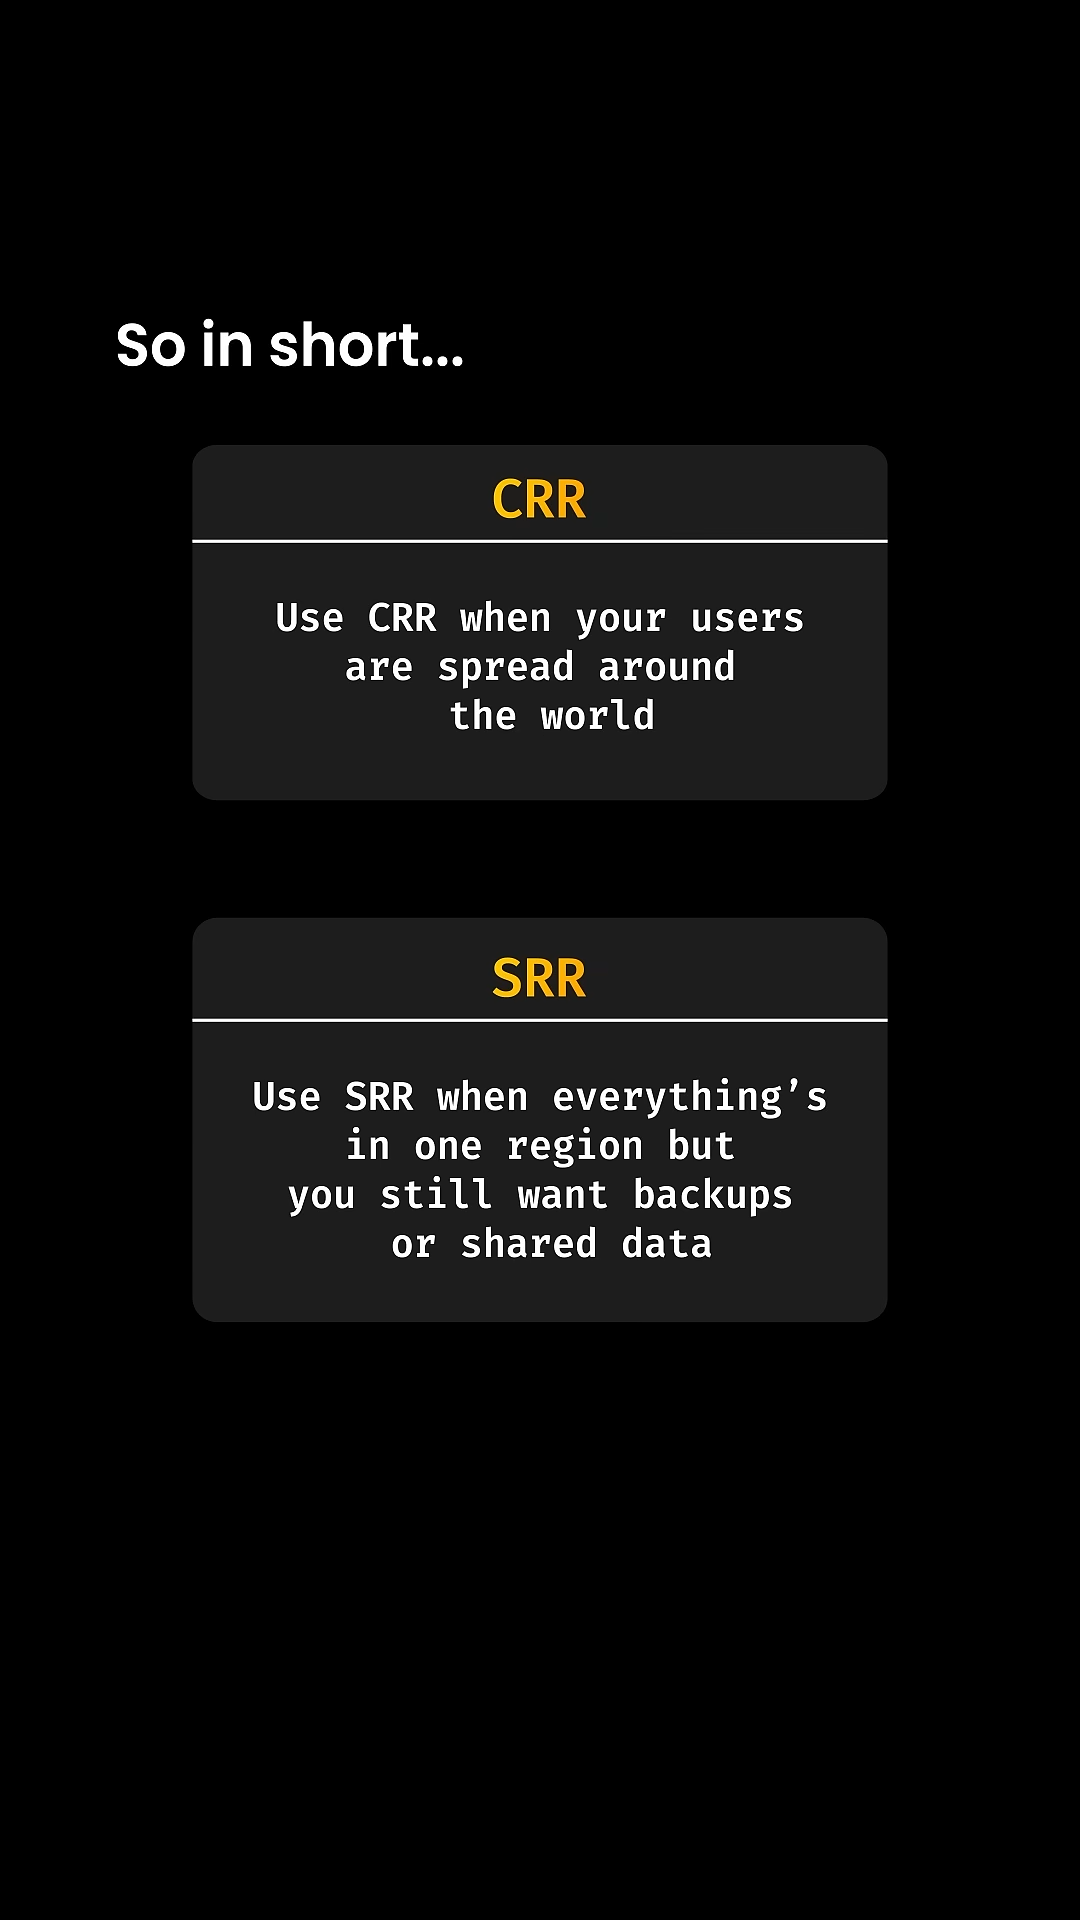 So in short...
CRR
Use CRR when your users
are spread around
the world
SRR
Use SRR when everything’s
in one region but
you still want backups
or shared data